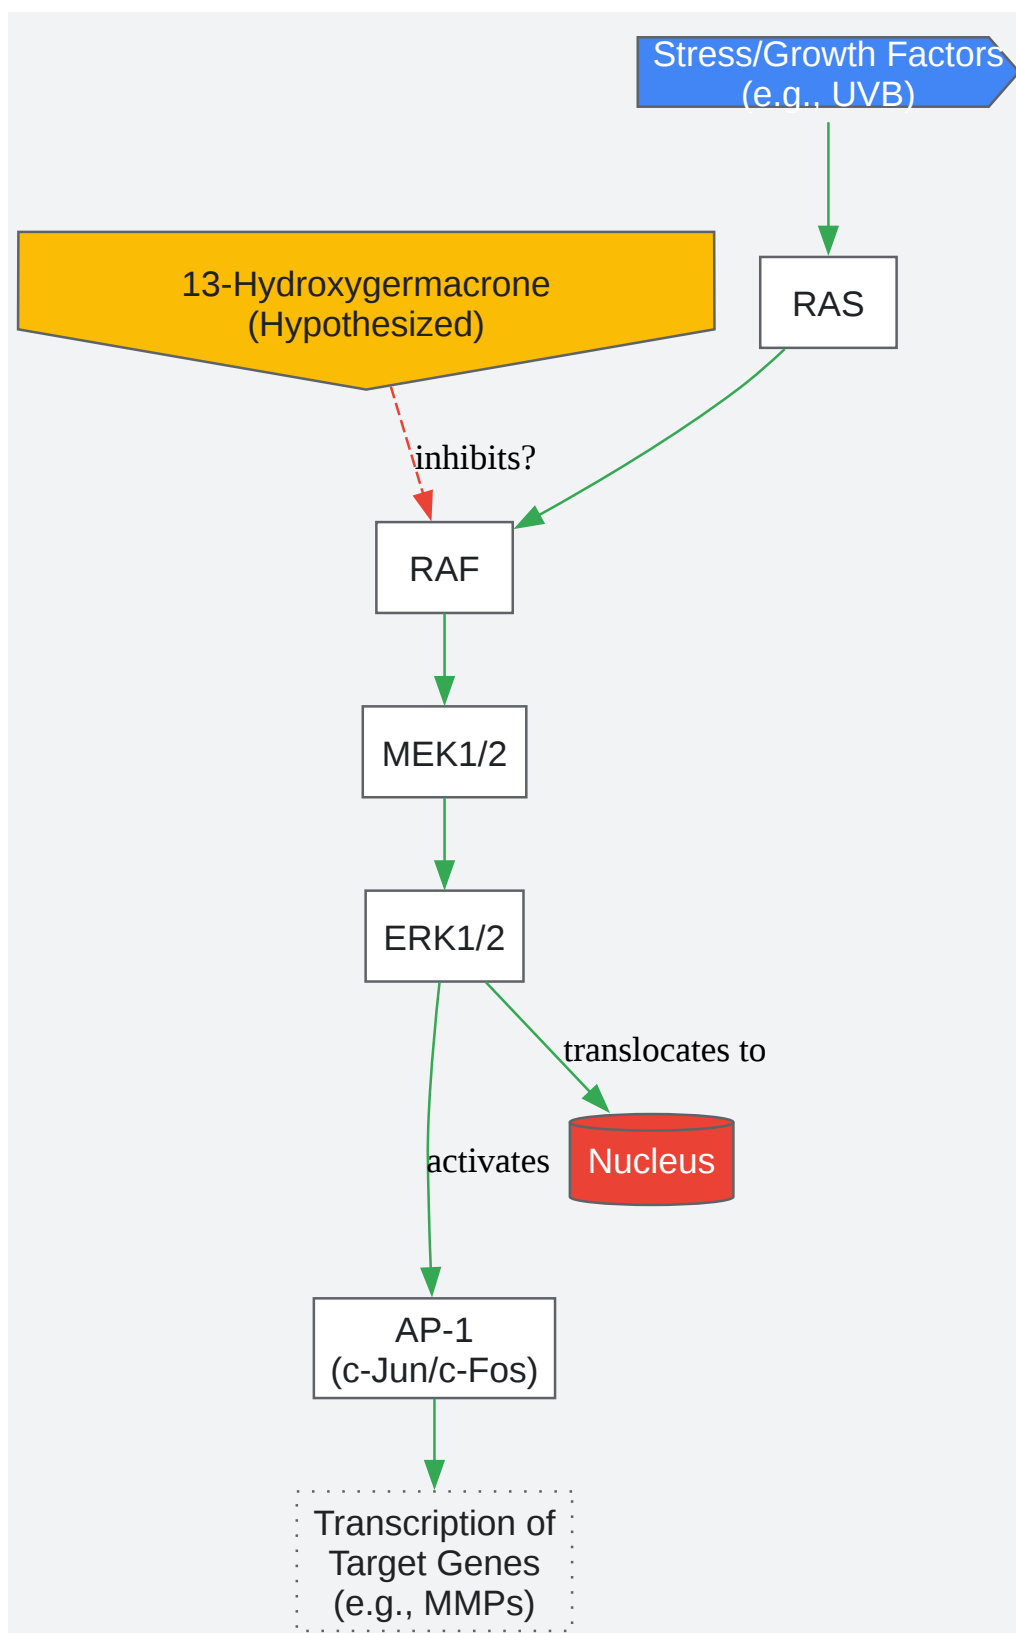 Stress/Growth Factors
(e.g., UVB)
13-Hydroxygermacrone
(Hypothesized)
RAS
inhibits?
RAF
MEK1/2
ERK1/2
translocates to
activates
Nucleus
AP-1
(c-Jun/c-Fos)
Transcription of
Target Genes
(e.g., MMPs)